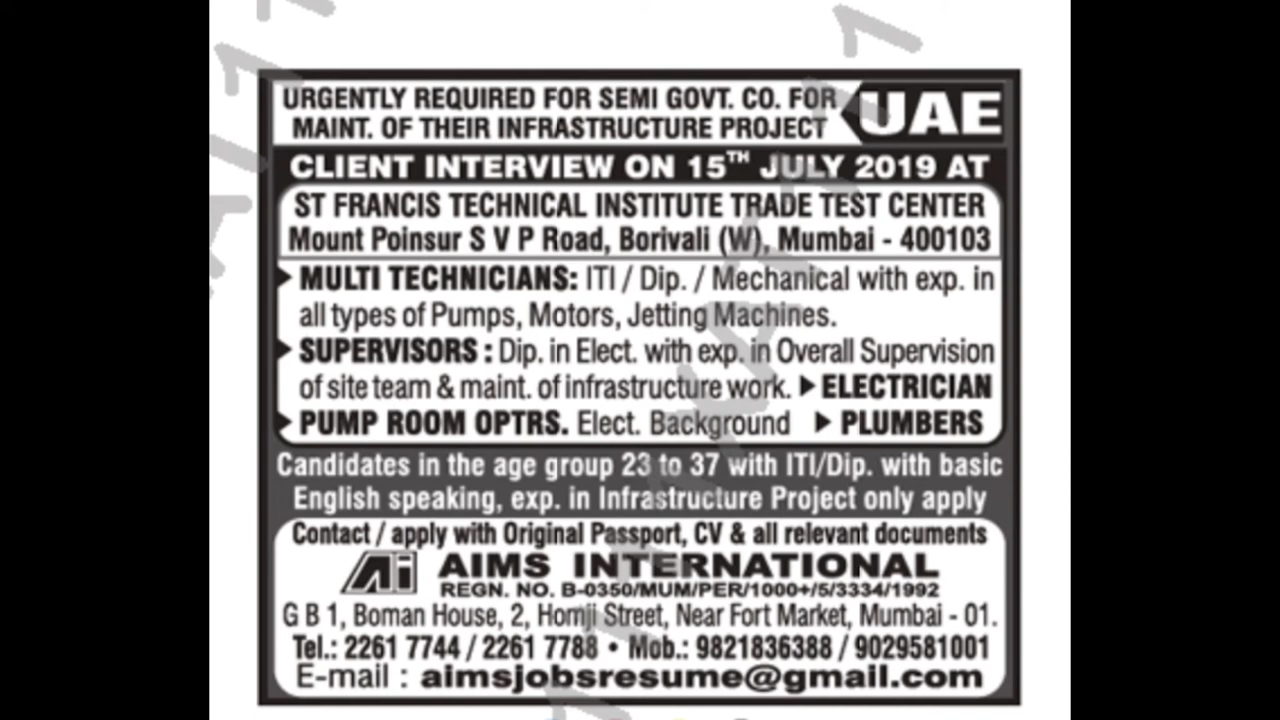 URGENTLY REQUIRED FOR SEMI GOVT. CO. FOR
MAINT. OF THEIR INFRASTRUCTURE PROJECT
UAE
CLIENT INTERVIEW ON 15TH JULY 2019 AT
ST FRANCIS TECHNICAL INSTITUTE TRADE TEST CENTER
Mount Poinsur S V P Road, Borivali (W), Mumbai - 400103
MULTI TECHNICIANS: ITI / Dip. / Mechanical with exp. in
all types of Pumps, Motors, Jetting Machines.
SUPERVISORS : Dip. in Elect. with exp. in Overall Supervision
of site team & maint. of infrastructure work. ▶ ELECTRICIAN
PUMP ROOM OPTRS. Elect. Background ▶ PLUMBERS
Candidates in the age group 23 to 37 with ITI/Dip. with basic
English speaking, exp. in Infrastructure Project only apply
Contact / apply with Original Passport, CV & all relevant documents
AIMS INTERNATIONAL
REGN. NO. B-0350/MUM/PER/1000+/5/3334/1992
G B 1, Boman House, 2, Homji Street, Near Fort Market, Mumbai - 01.
Tel.: 2261 7744 / 2261 7788 • Mob.: 9821836388 / 9029581001
E-mail : aimsjobsresume@gmail.com